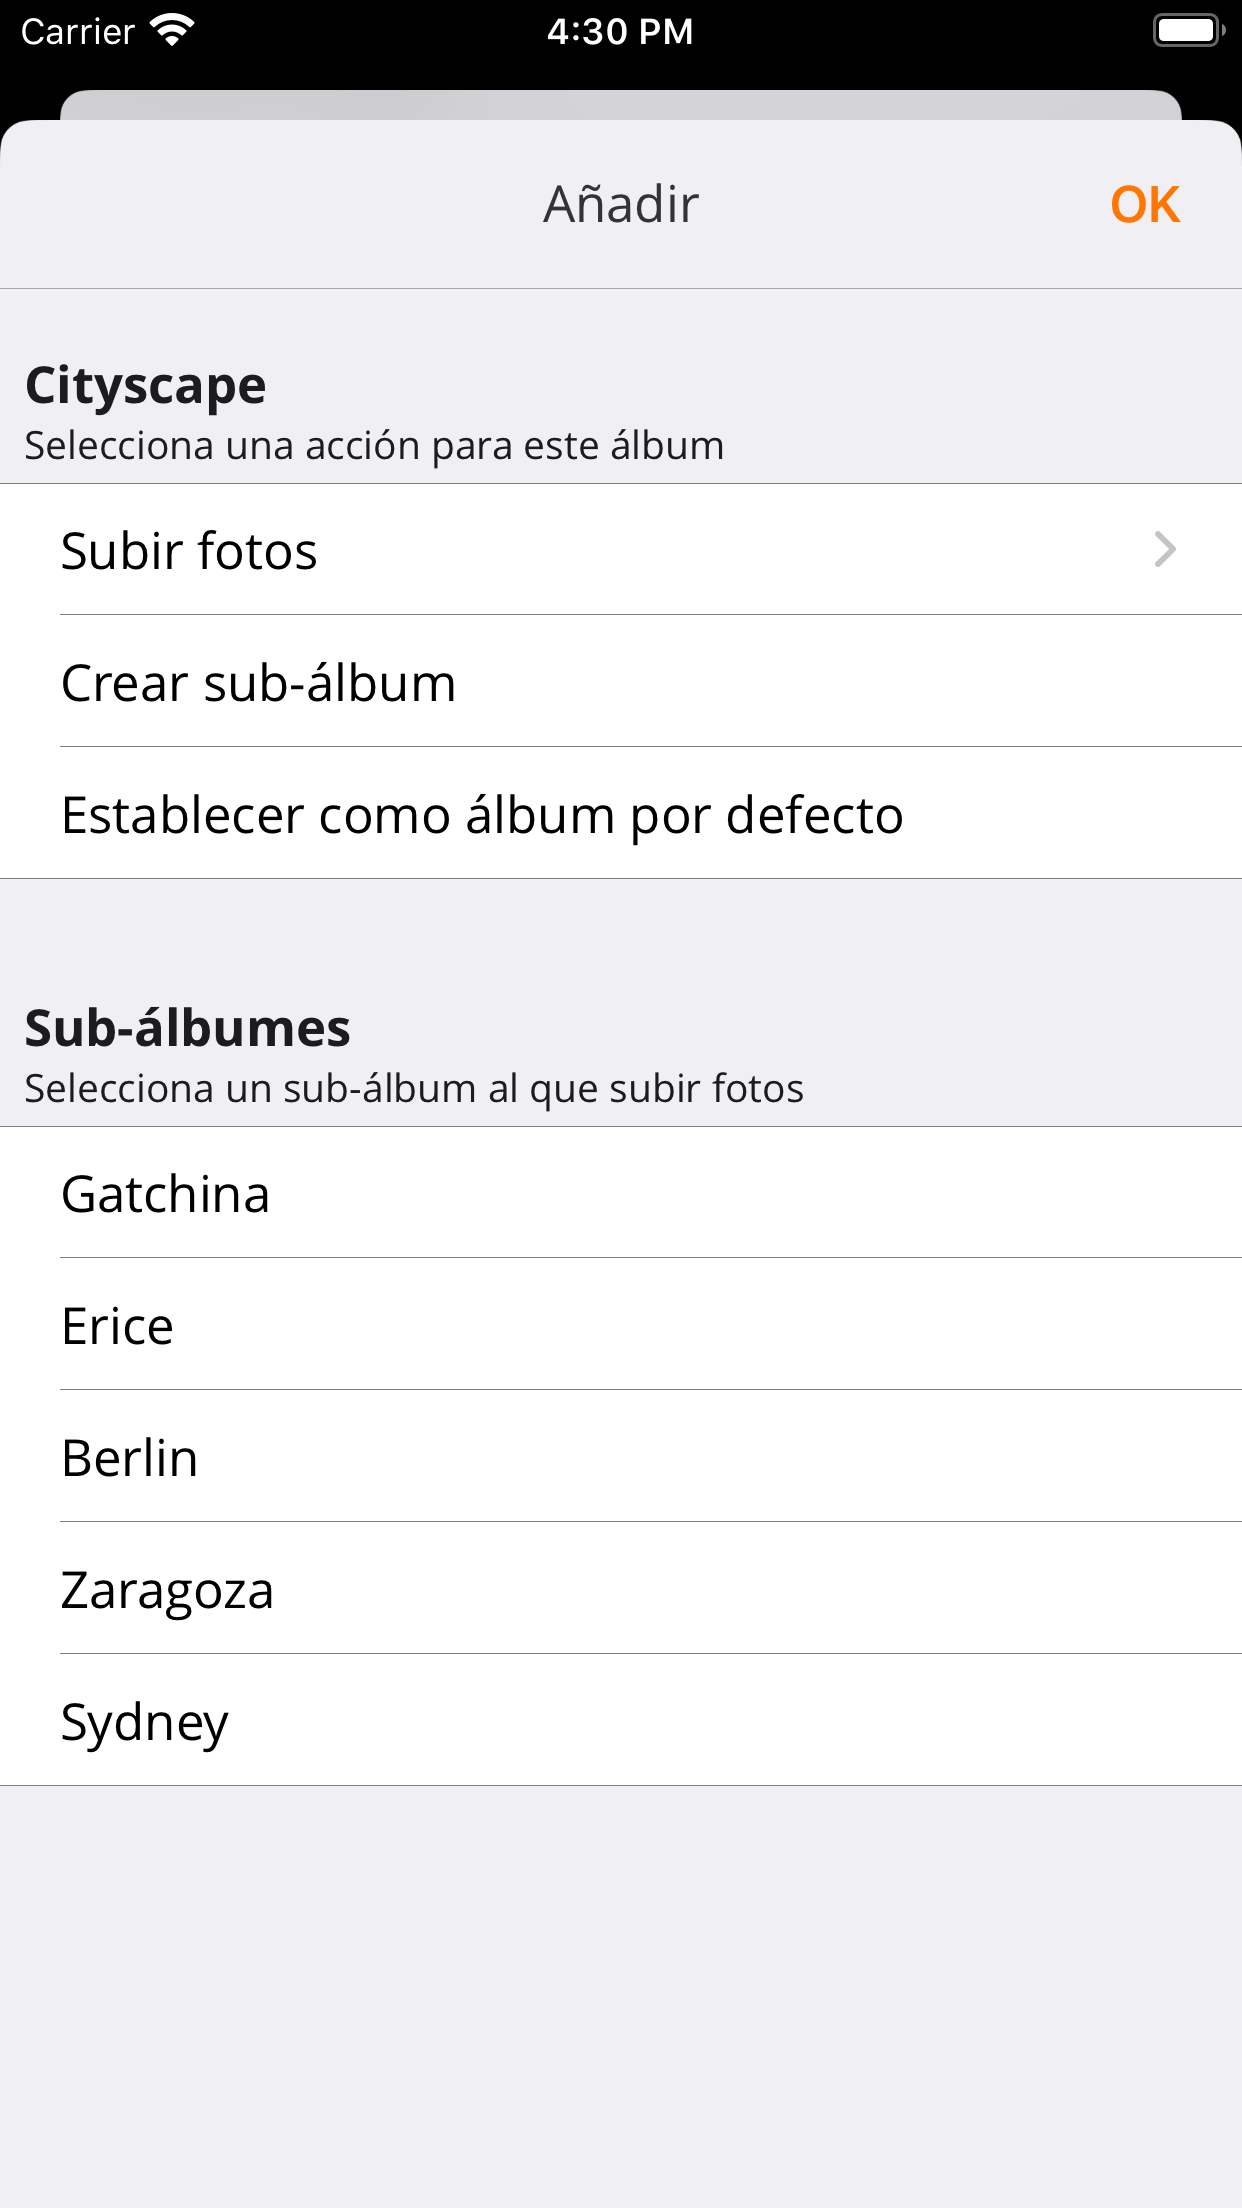 Carrier 4:30 PM
Añadir OK
Cityscape
Selecciona una acción para este álbum
Subir fotos
Crear sub-álbum
Establecer como álbum por defecto
Sub-álbumes
Selecciona un sub-álbum al que subir fotos
Gatchina
Erice
Berlin
Zaragoza
Sydney